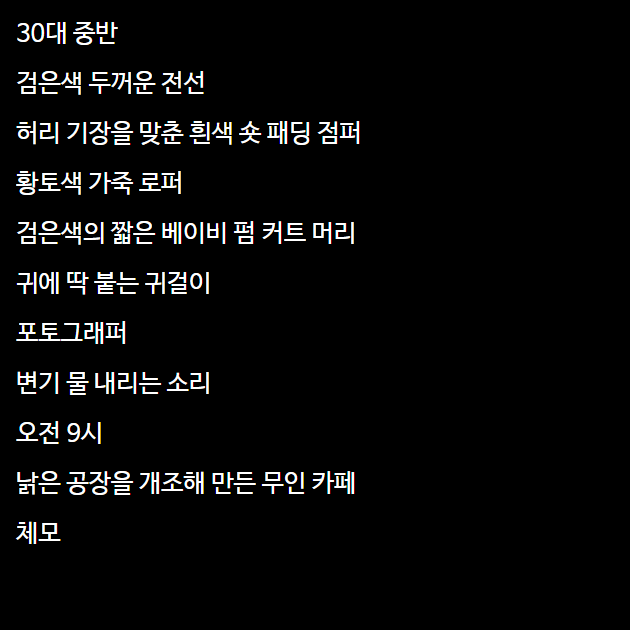 30대 중반
검은색 두꺼운 전선
허리 기장을 맞춘 흰색 숏 패딩 점퍼
황토색 가죽 로퍼
검은색의 짧은 베이비 펌 커트 머리
귀에 딱 붙는 귀걸이
포토그래퍼
변기 물 내리는 소리
오전 9시
낡은 공장을 개조해 만든 무인 카페
체모